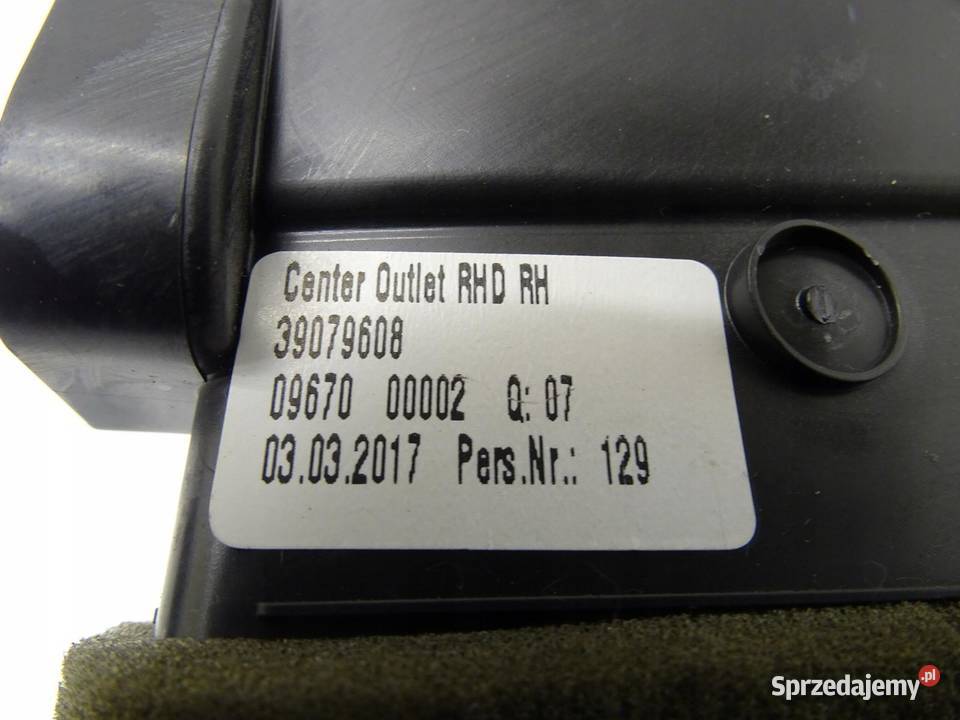 Center Outlet RHD RH
39079608
09670 00002 Q: 07
03.03.2017 Pers.Nr.: 129
Sprzedajemy.pl